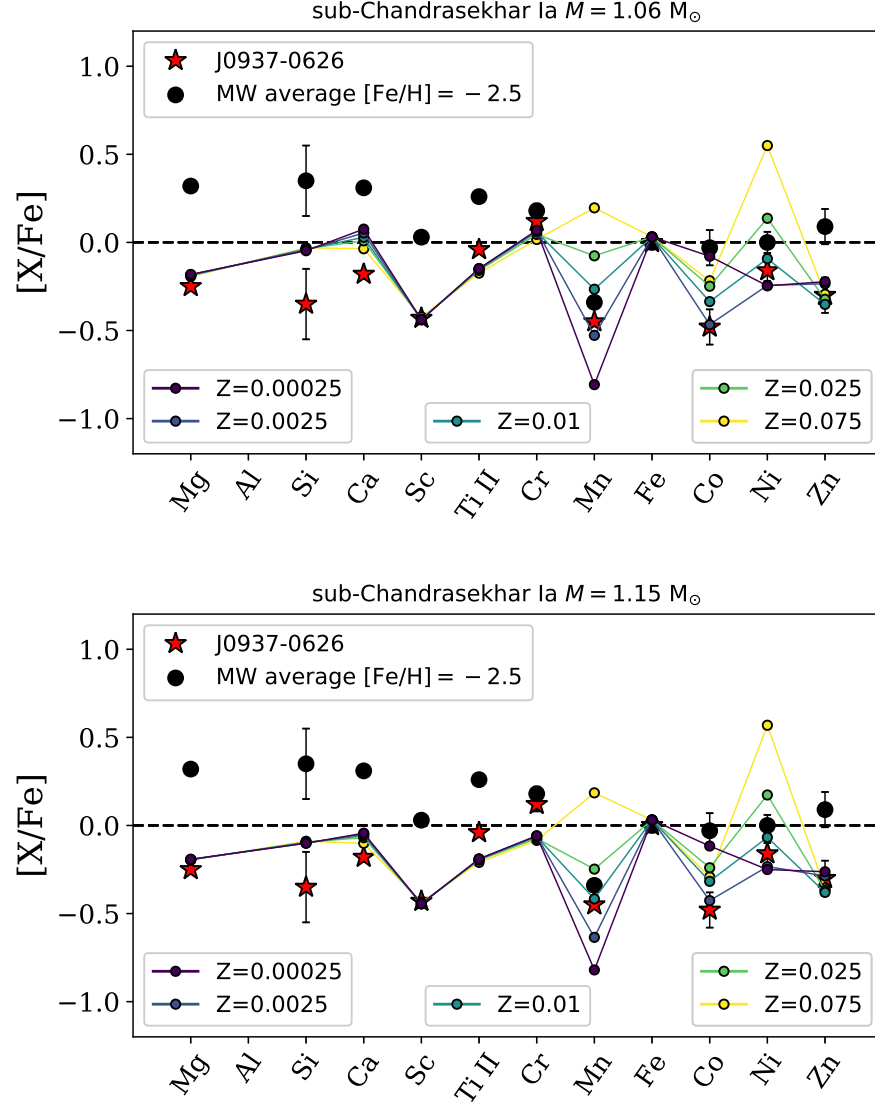 sub-Chandrasekhar Ia M = 1.06 M⊙
J0937-0626
MW average [Fe/H] = − 2.5
1.0
0.5
0.0
−0.5
−1.0
[X/Fe]
Z=0.00025
Z=0.0025
Z=0.01
Z=0.025
Z=0.075
Mg Al Si Ca Sc Ti II Cr Mn Fe Co Ni Zn
sub-Chandrasekhar Ia M = 1.15 M⊙
J0937-0626
MW average [Fe/H] = − 2.5
1.0
0.5
0.0
−0.5
−1.0
[X/Fe]
Z=0.00025
Z=0.0025
Z=0.01
Z=0.025
Z=0.075
Mg Al Si Ca Sc Ti II Cr Mn Fe Co Ni Zn